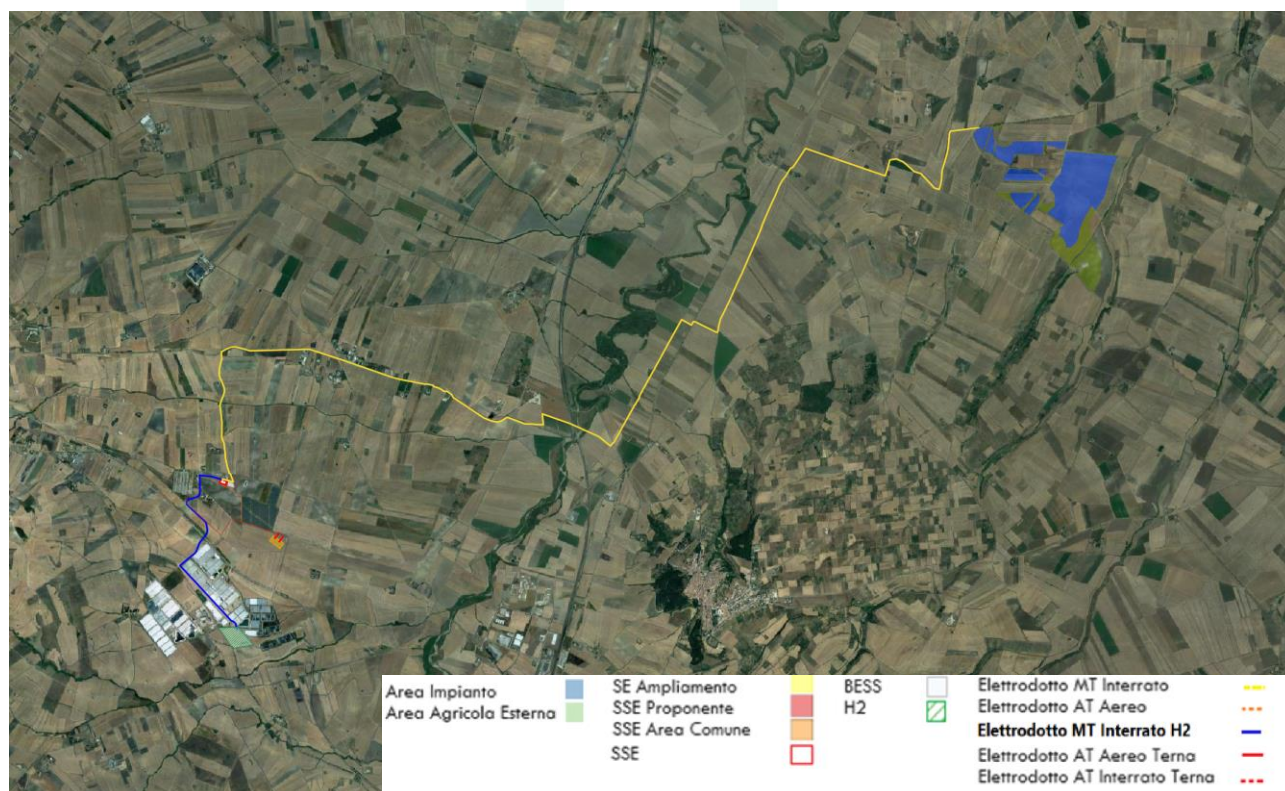 Area Impianto
Area Agricola Esterna
SE Ampliamento
SSE Proponente
SSE Area Comune
SSE
BESS
H2
Elettrodotto MT Interrato
Elettrodotto AT Aereo
Elettrodotto MT Interrato H2
Elettrodotto AT Aereo Terna
Elettrodotto AT Interrato Terna